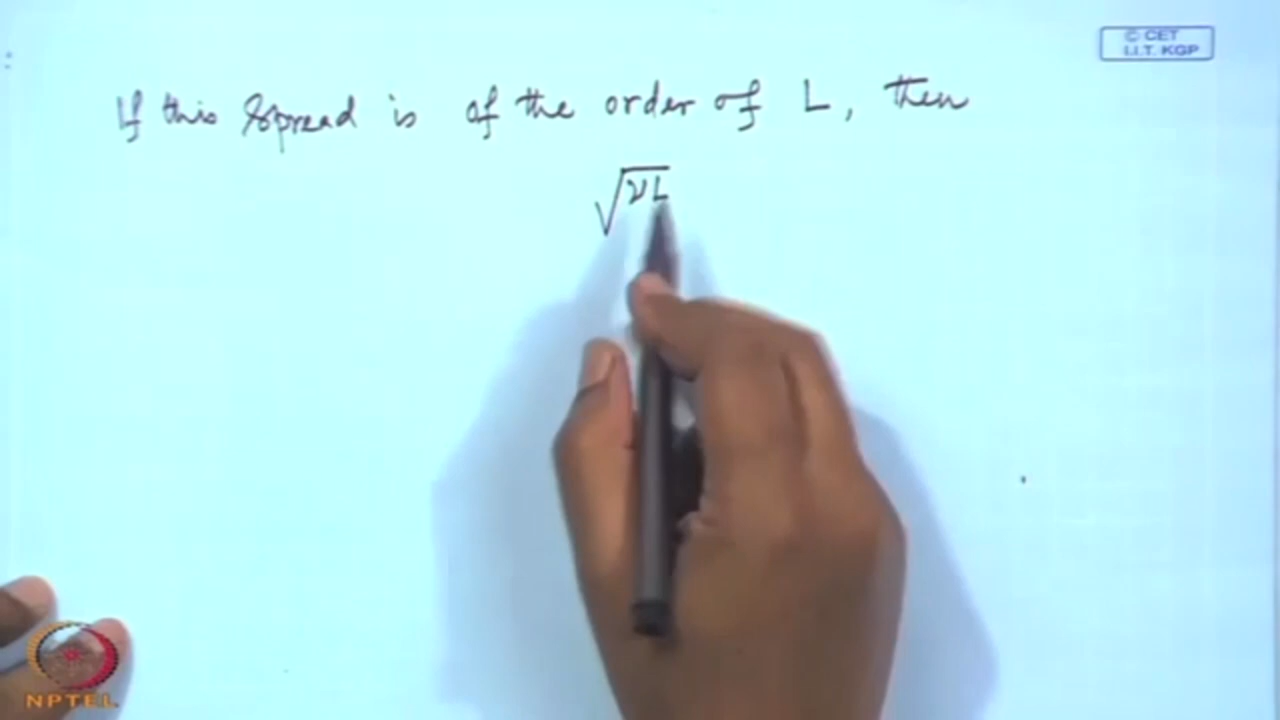 © CET
I.I.T. KGP
If this spread is of the order of L, then
√νL
NPTEL